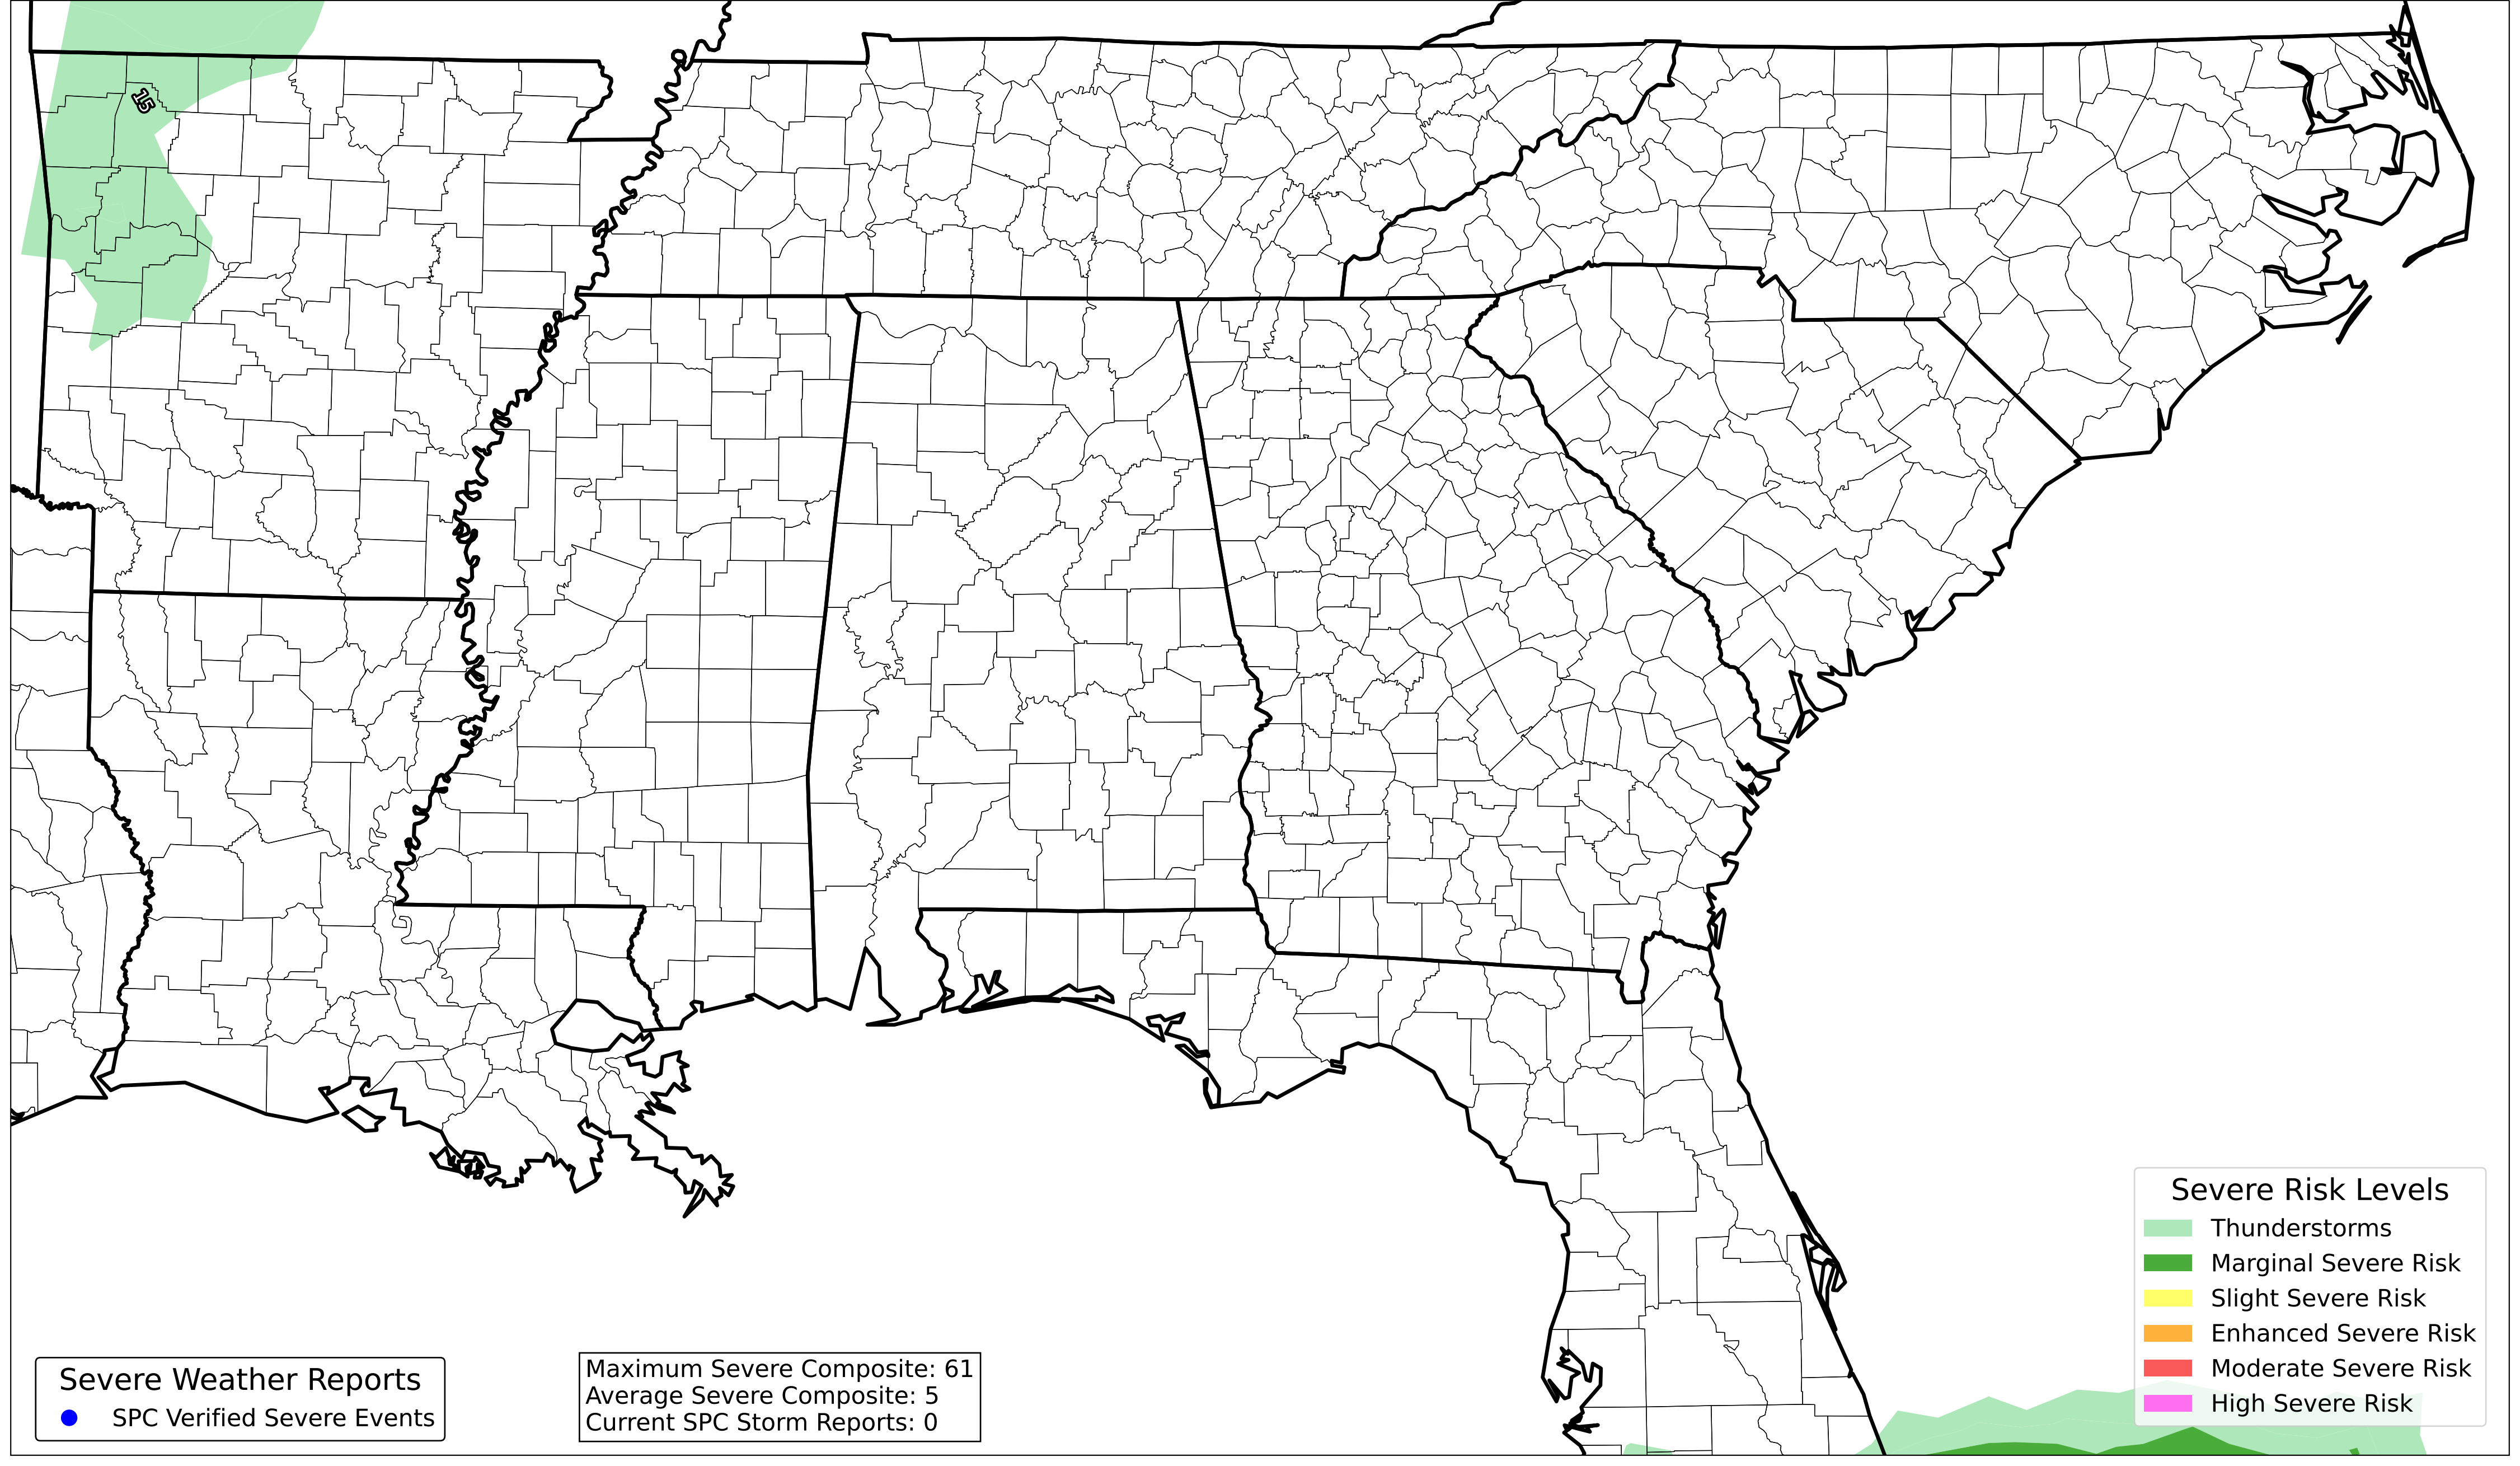 15
Severe Risk Levels
Thunderstorms
Marginal Severe Risk
Slight Severe Risk
Enhanced Severe Risk
Moderate Severe Risk
High Severe Risk
Severe Weather Reports
SPC Verified Severe Events
Maximum Severe Composite: 61
Average Severe Composite: 5
Current SPC Storm Reports: 0